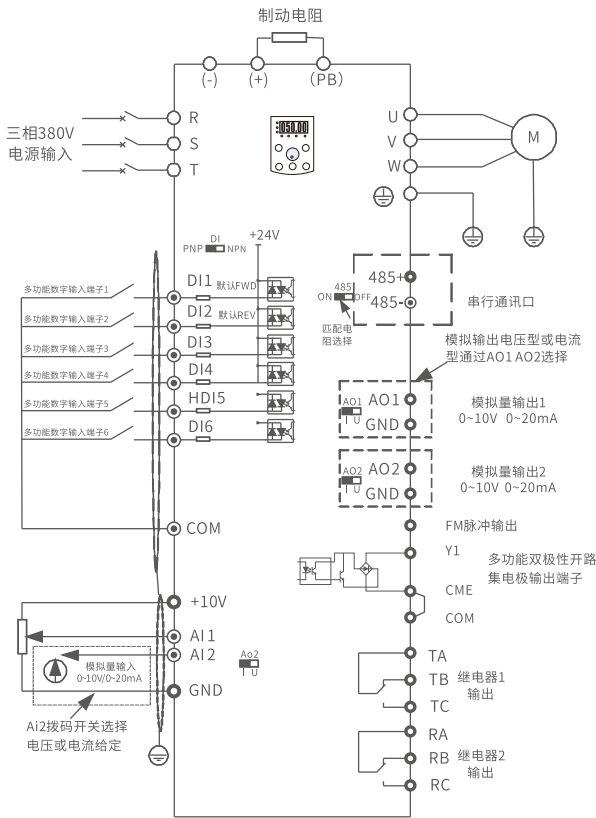 制动电阻
(-) (+) (PB)
三相380V
电源输入
R
S
T
050.00
U
V
W
M
+24V
DI
PNP NPN
多功能数字输入端子1
DI1 默认FWD
多功能数字输入端子2
DI2 默认REV
多功能数字输入端子3
DI3
多功能数字输入端子4
DI4
多功能数字输入端子5
HDI5
多功能数字输入端子6
DI6
485+
485
ON OFF
485-
串行通讯口
匹配电
阻选择
模拟输出电压型或电流
型通过AO1 AO2选择
AO1
I U
AO1
GND
模拟量输出1
0~10V 0~20mA
AO2
I U
AO2
GND
模拟量输出2
0~10V 0~20mA
COM
FM脉冲输出
Y1
多功能双极性开路
集电极输出端子
CME
COM
+10V
AI1
AI2
GND
模拟量输入
0~10V/0~20mA
Ao2
I U
Ai2拨码开关选择
电压或电流给定
TA
TB
TC
继电器1
输出
RA
RB
RC
继电器2
输出